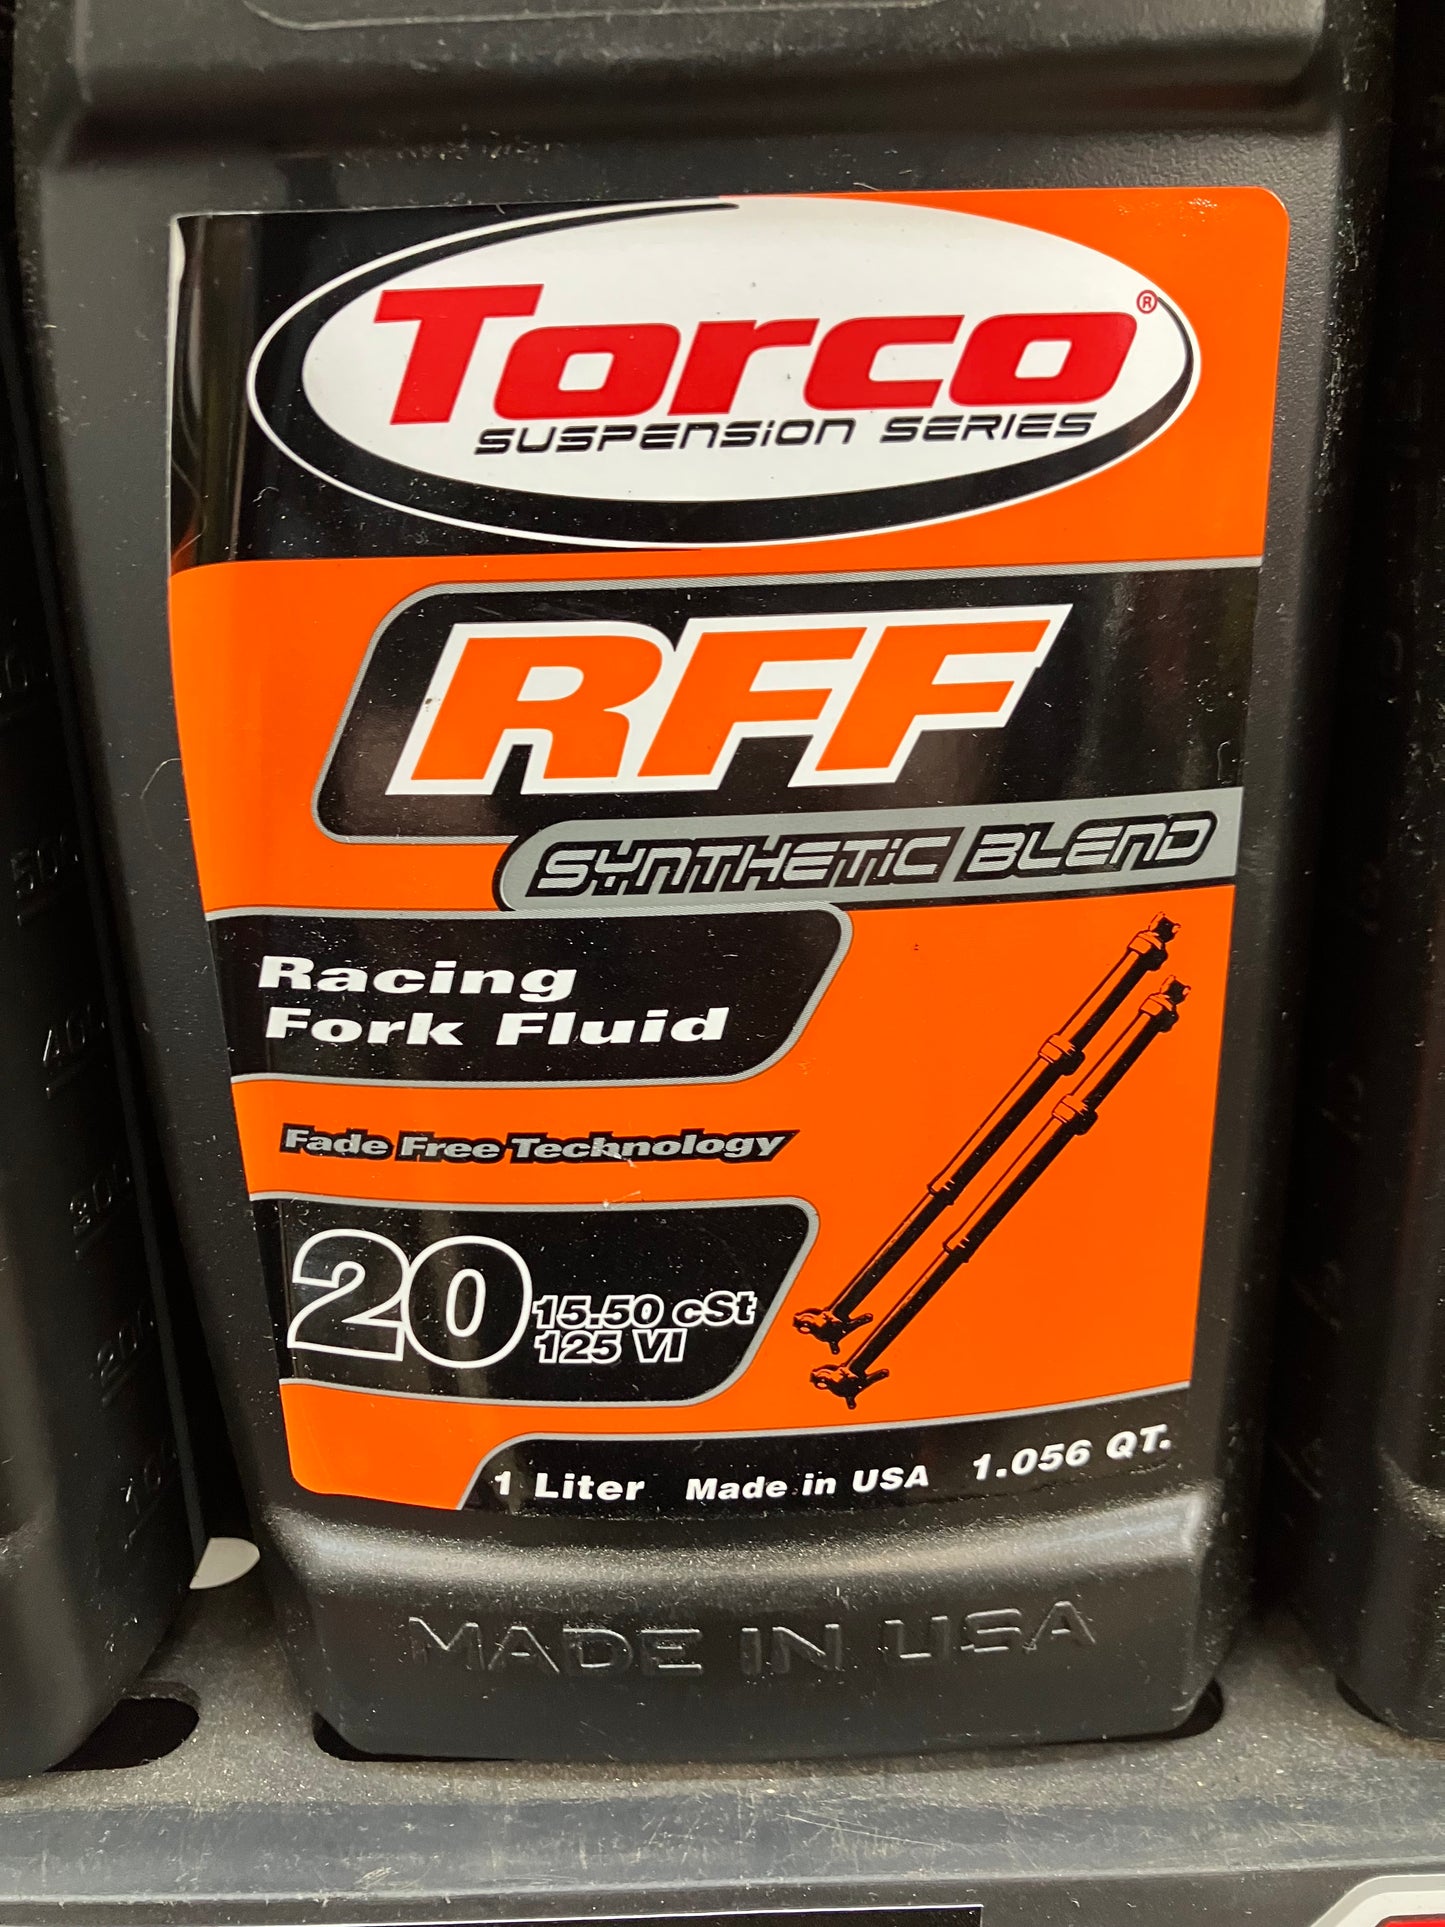 Torco®
SUSPENSION SERIES
RFF
SYNTHETIC BLEND
Racing
Fork Fluid
Fade Free Technology
20
15.50 cSt
125 VI
1 Liter Made in USA 1.056 QT.
MADE IN USA